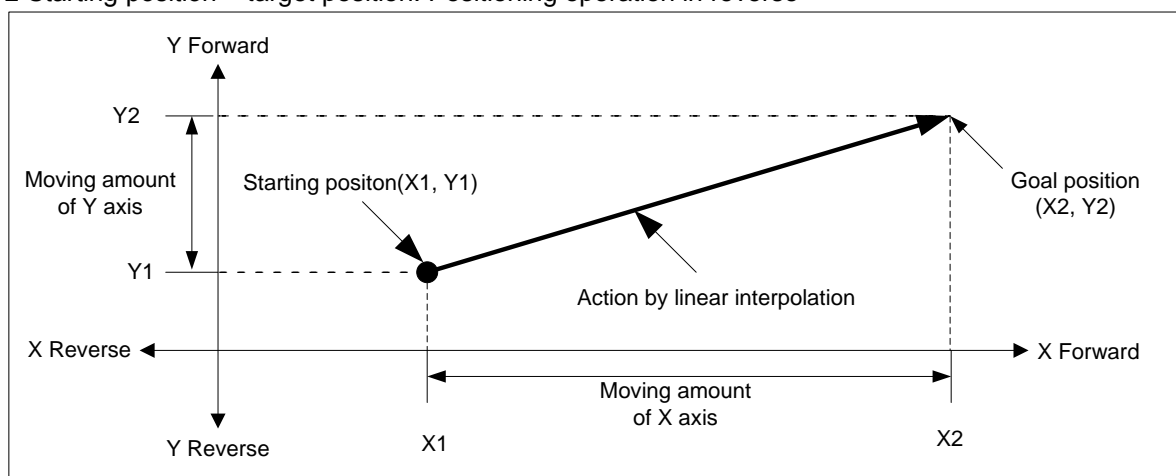 Starting position target position: Positioning operation in reverse
Y Forward
Y2
Moving amount
of Y axis
Starting positon(X1, Y1)
Goal position
(X2, Y2)
Y1
Action by linear interpolation
X Reverse
X Forward
Moving amount
of X axis
Y Reverse
X1
X2